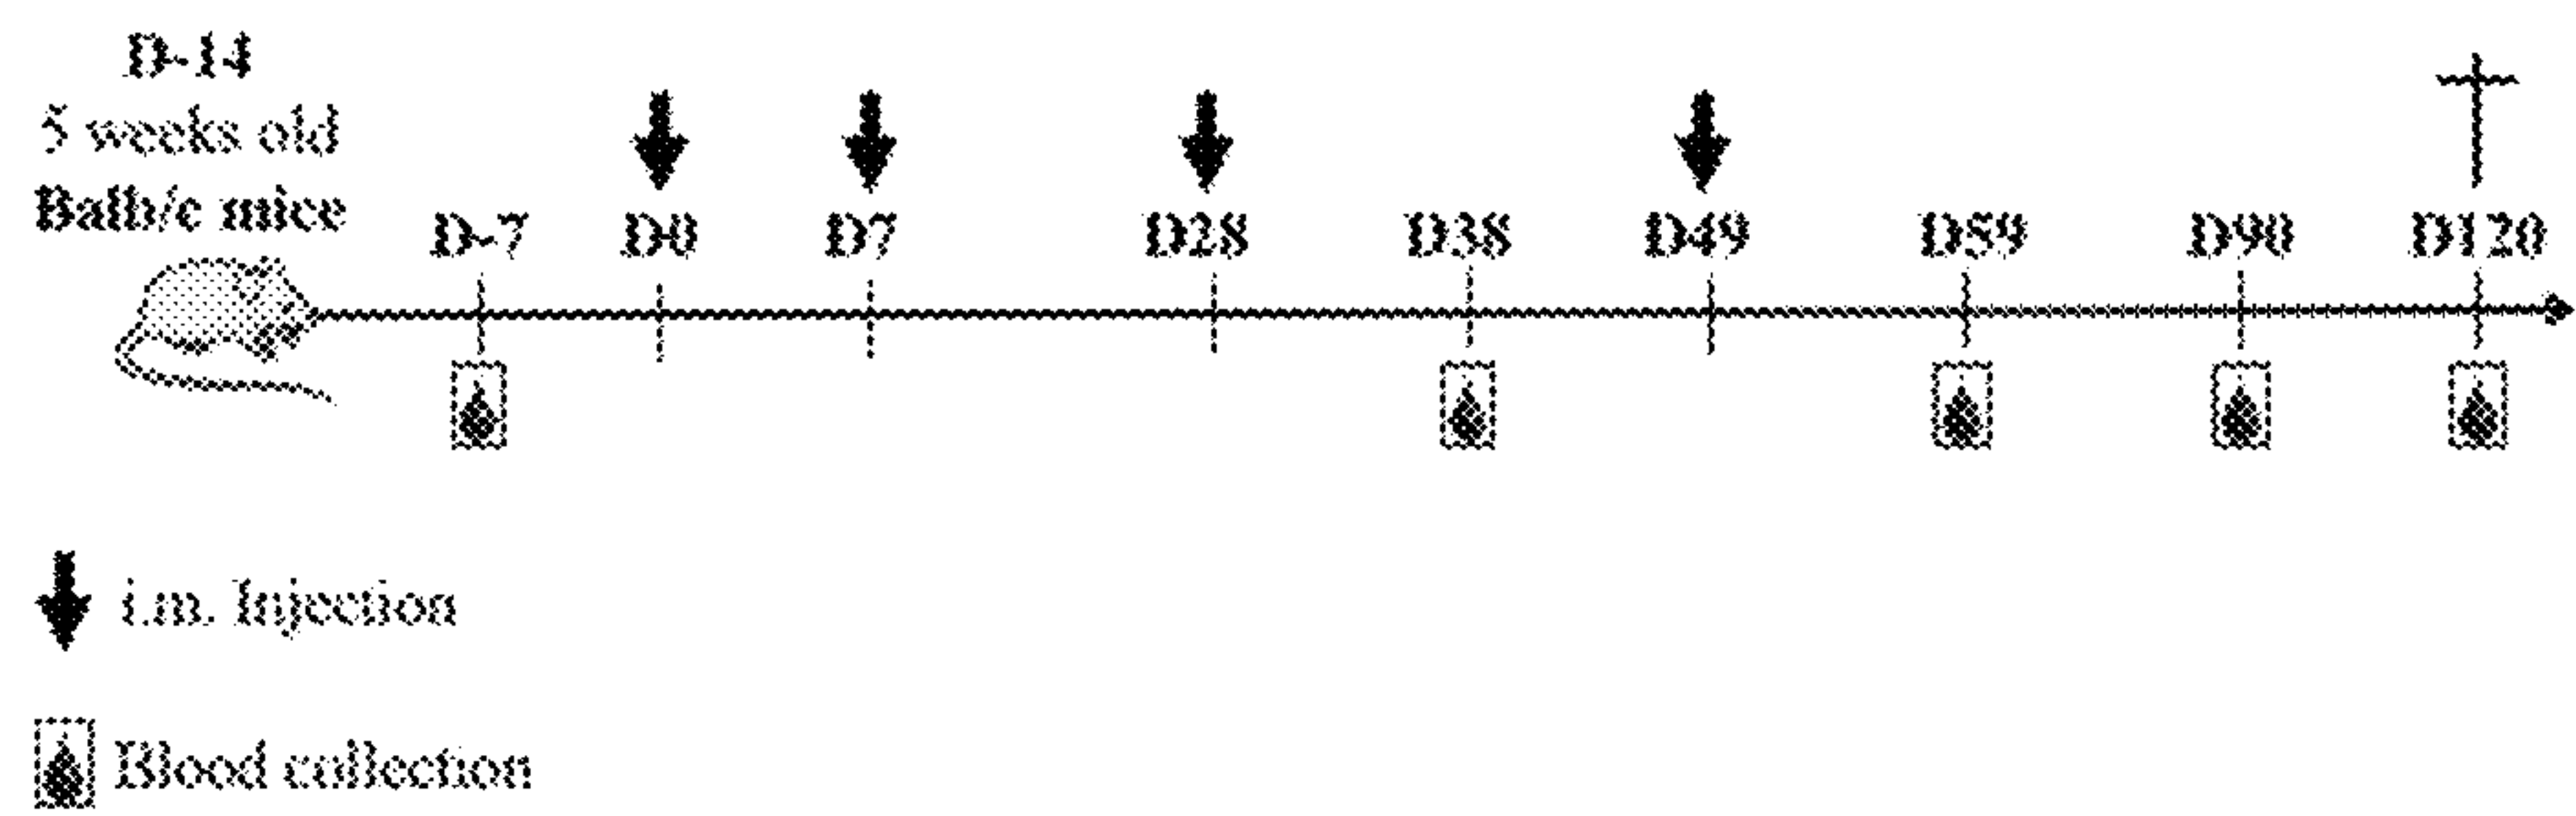 D-14
5 weeks old
Balb/c mice
D-7 D0 D7 D28 D38 D49 D59 D90 D120
i.m. Injection
Blood collection